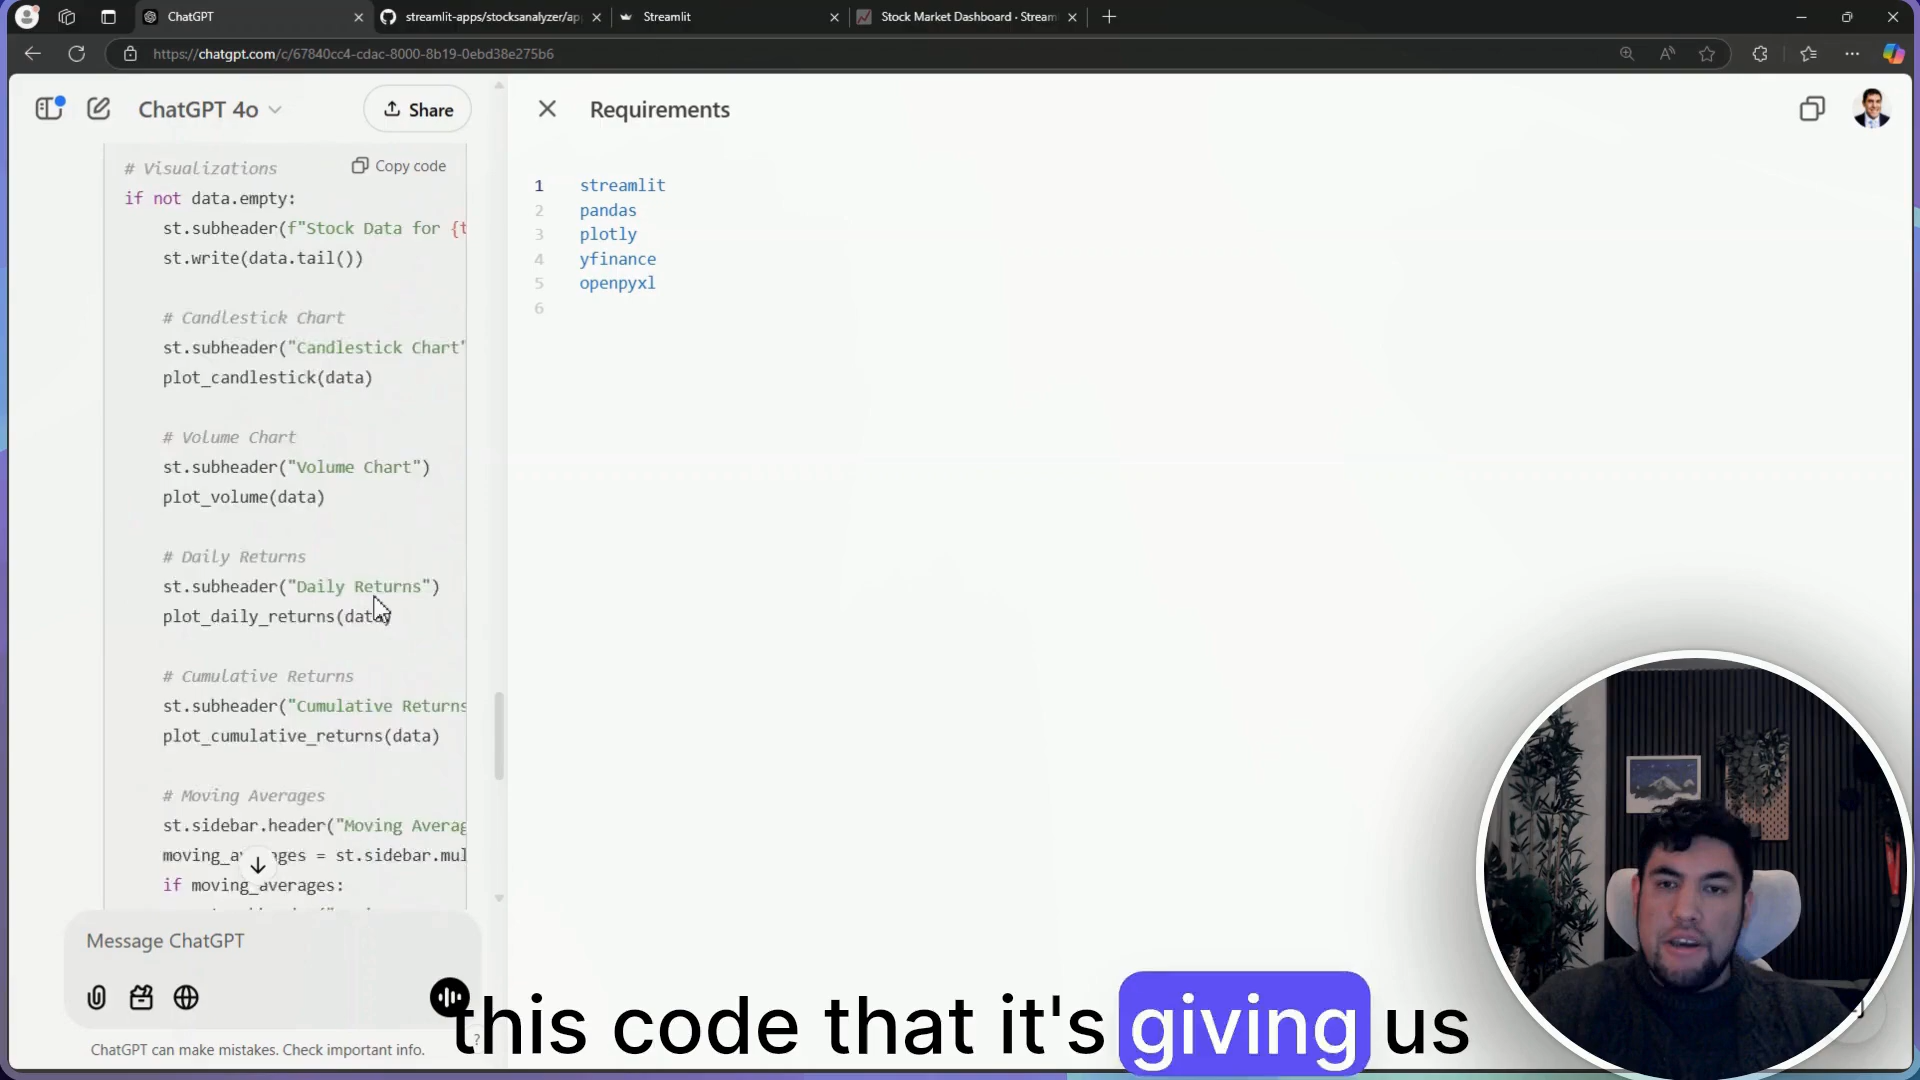 ChatGPT
streamlit-apps/stocksanalyzer/ap
Streamlit
Stock Market Dashboard · Stream
https://chatgpt.com/c/67840cc4-cdac-8000-8b19-0ebd38e275b6
ChatGPT 4o
Share
Requirements
# Visualizations
Copy code
if not data.empty:
st.subheader(f"Stock Data for {t
st.write(data.tail())
# Candlestick Chart
st.subheader("Candlestick Chart"
plot_candlestick(data)
# Volume Chart
st.subheader("Volume Chart")
plot_volume(data)
# Daily Returns
st.subheader("Daily Returns")
plot_daily_returns(data)
# Cumulative Returns
st.subheader("Cumulative Returns
plot_cumulative_returns(data)
# Moving Averages
st.sidebar.header("Moving Averag
moving_averages = st.sidebar.mul
if moving_averages:
1 streamlit
2 pandas
3 plotly
4 yfinance
5 openpyxl
6
Message ChatGPT
ChatGPT can make mistakes. Check important info.
?
this code that it's giving us